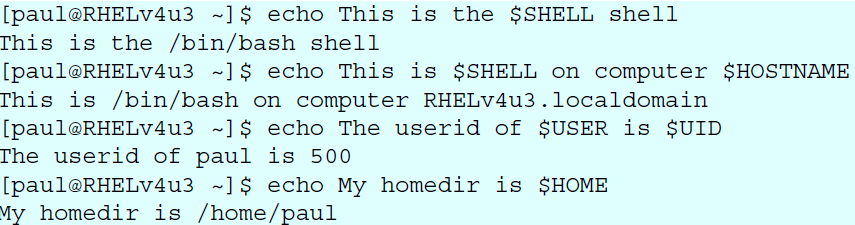 [paul@RHELv4u3 ~]$ echo This is the $SHELL shell
This is the /bin/bash shell
[paul@RHELv4u3 ~]$ echo This is $SHELL on computer $HOSTNAME
This is /bin/bash on computer RHELv4u3.localdomain
[paul@RHELv4u3 ~]$ echo The userid of $USER is $UID
The userid of paul is 500
[paul@RHELv4u3 ~]$ echo My homedir is $HOME
My homedir is /home/paul